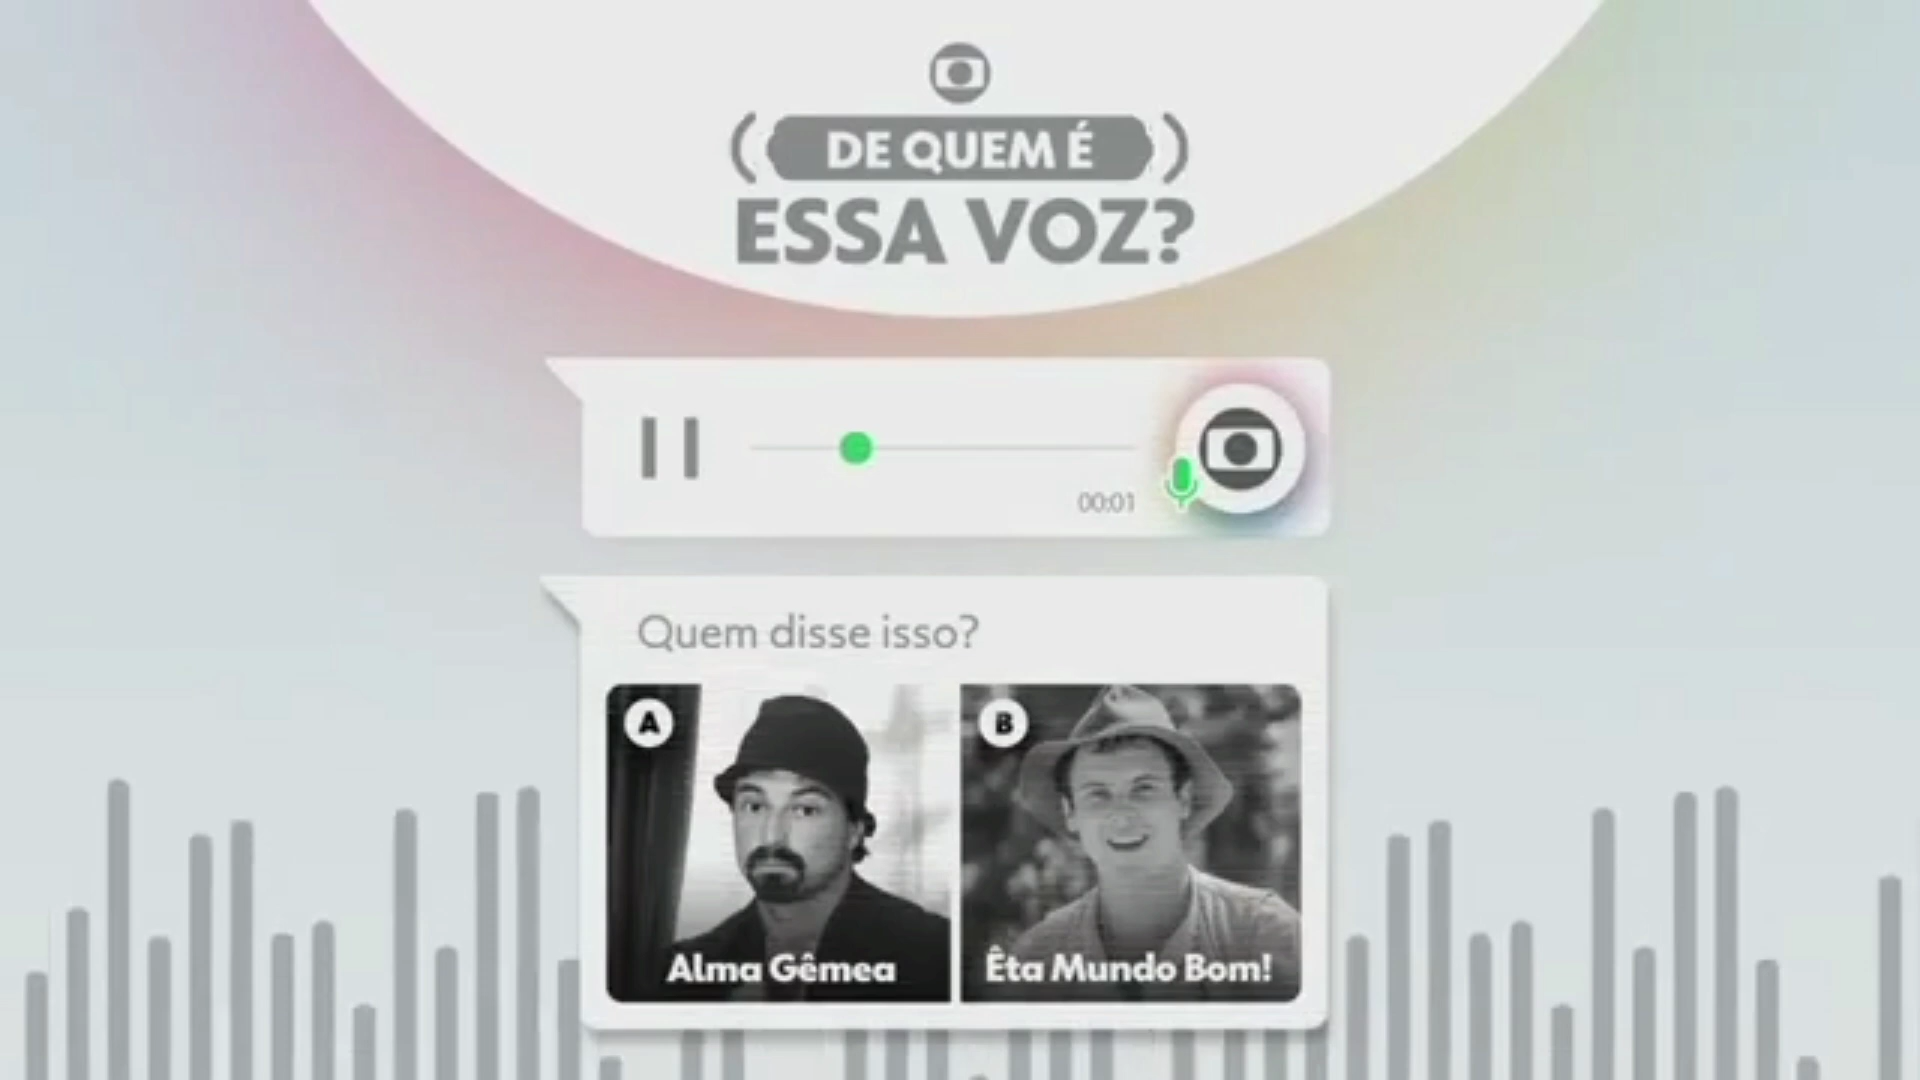 DE QUEM É
ESSA VOZ?
00:01
Quem disse isso?
A
B
Alma Gêmea
Êta Mundo Bom!